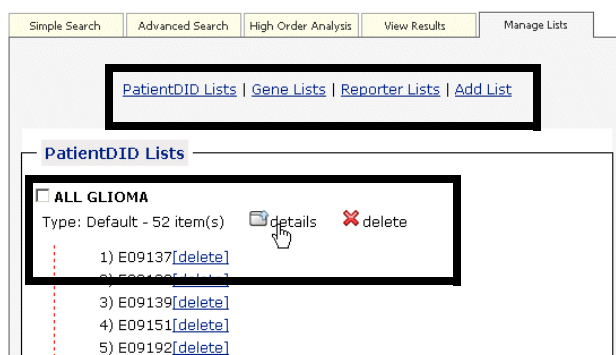 Simple Search Advanced Search High Order Analysis View Results Manage Lists
PatientDID Lists | Gene Lists | Reporter Lists | Add List
PatientDID Lists
ALL GLIOMA
Type: Default - 52 item(s) details delete
1) E09137[delete]
[delete]
3) E09139[delete]
4) E09151[delete]
5) E09192[delete]